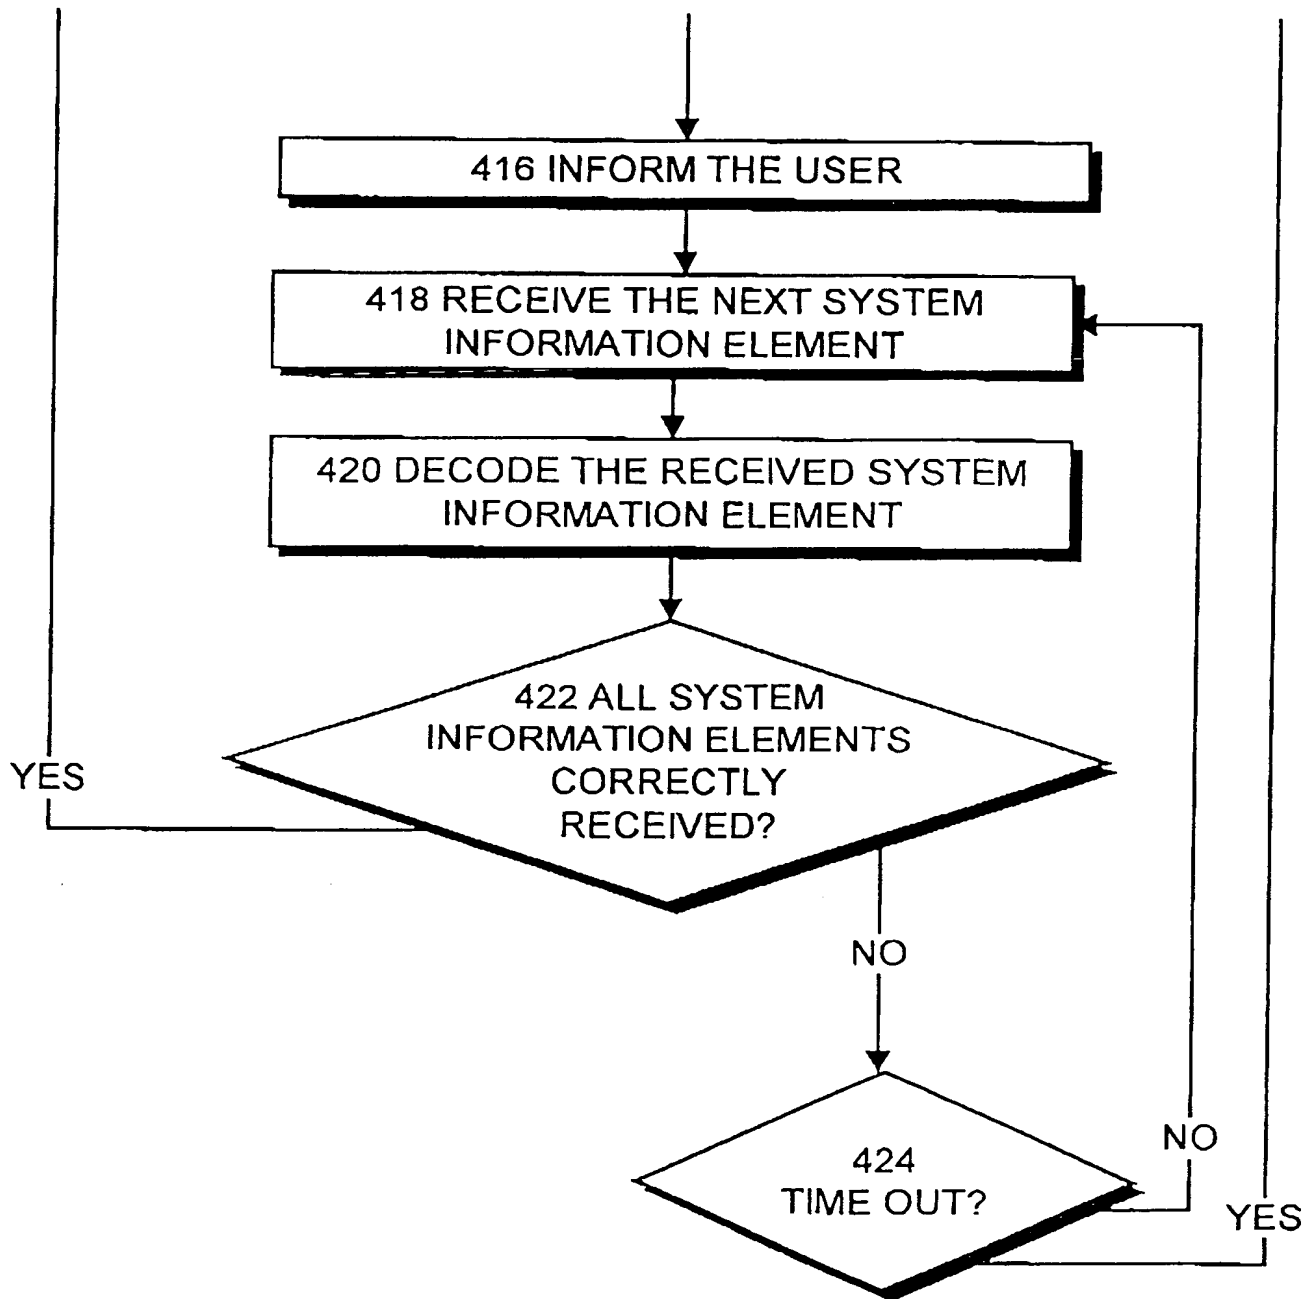 416 INFORM THE USER
418 RECEIVE THE NEXT SYSTEM
INFORMATION ELEMENT
420 DECODE THE RECEIVED SYSTEM
INFORMATION ELEMENT
422 ALL SYSTEM
INFORMATION ELEMENTS
CORRECTLY
RECEIVED?
YES
NO
424
TIME OUT?
NO
YES